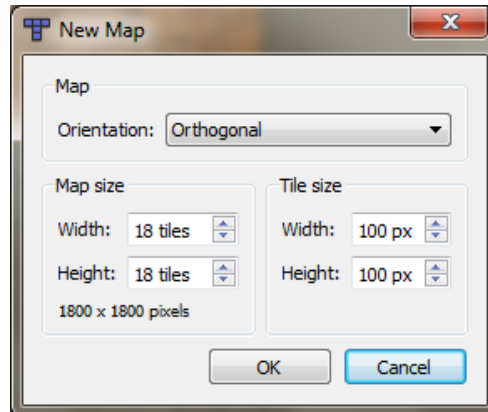 New Map
Map
Orientation: Orthogonal
Map size
Width: 18 tiles
Height: 18 tiles
1800 x 1800 pixels
Tile size
Width: 100 px
Height: 100 px
OK
Cancel